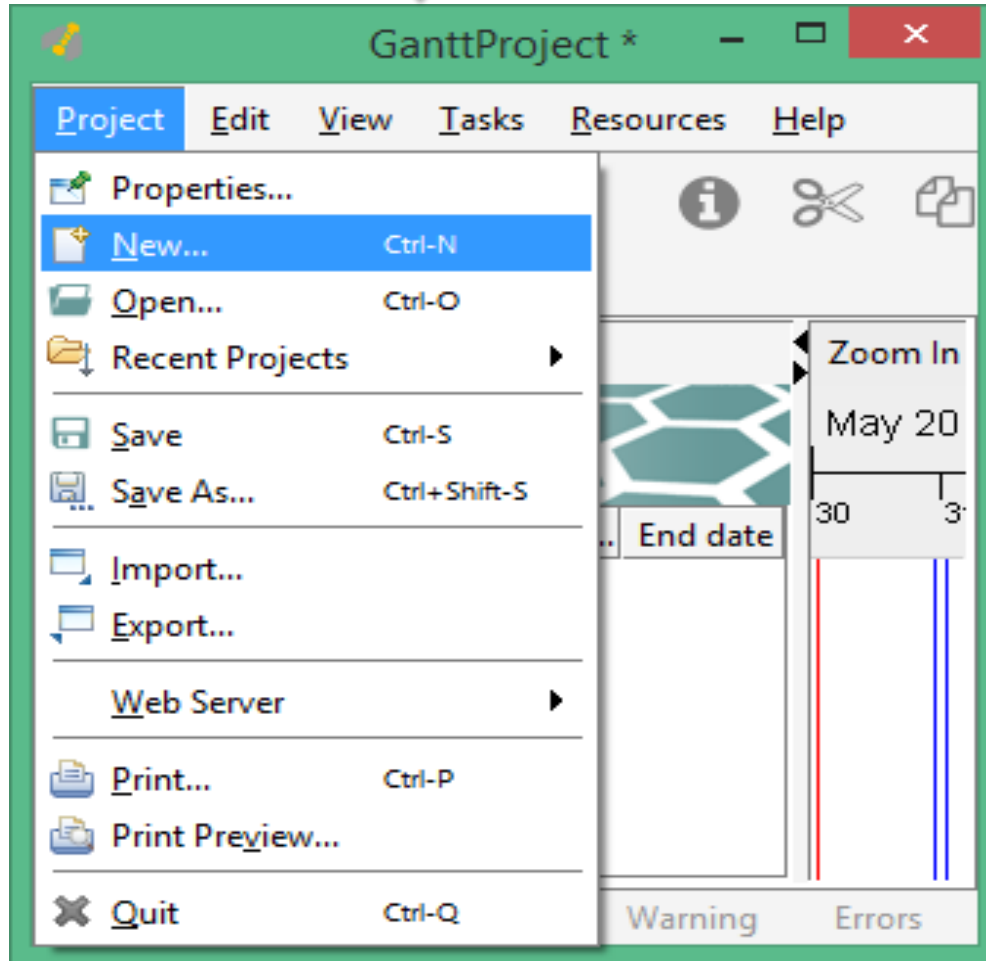 GanttProject *
Project Edit View Tasks Resources Help
Properties...
New... Ctrl-N
Open... Ctrl-O
Recent Projects
Save Ctrl-S
Save As... Ctrl+Shift-S
Import...
Export...
Web Server
Print... Ctrl-P
Print Preview...
Quit Ctrl-Q
Zoom In
May 20
30
.. End date
Warning Errors